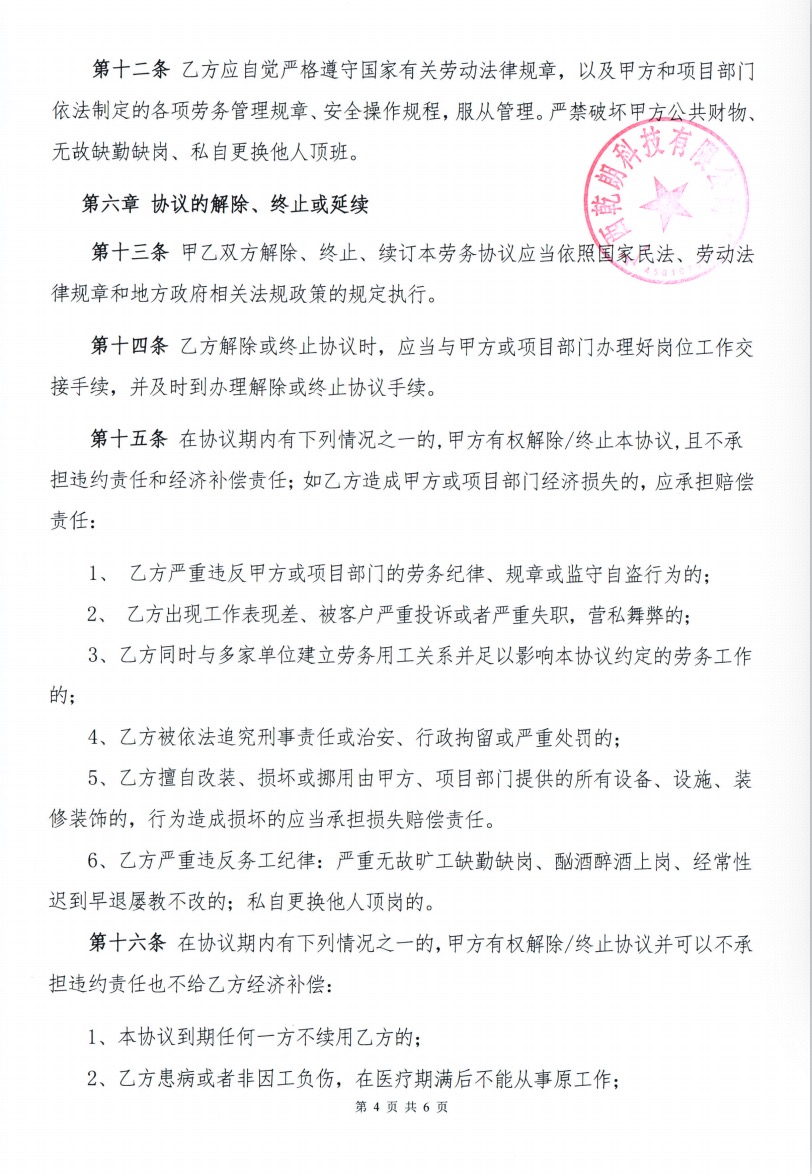 第十二条 乙方应自觉严格遵守国家有关劳动法律规章，以及甲方和项目部门
依法制定的各项劳务管理规章、安全操作规程，服从管理。严禁破坏甲方公共财物、
无故缺勤缺岗、私自更换他人顶班。
西乾朗科技有限公
第六章 协议的解除、终止或延续
第十三条 甲乙双方解除、终止、续订本劳务协议应当依照国家民法、劳动法
律规章和地方政府相关法规政策的规定执行。
第十四条 乙方解除或终止协议时，应当与甲方或项目部门办理好岗位工作交
接手续，并及时到办理解除或终止协议手续。
第十五条 在协议期内有下列情况之一的,甲方有权解除/终止本协议,且不承
担违约责任和经济补偿责任；如乙方造成甲方或项目部门经济损失的，应承担赔偿
责任：
1、 乙方严重违反甲方或项目部门的劳务纪律、规章或监守自盗行为的；
2、 乙方出现工作表现差、被客户严重投诉或者严重失职，营私舞弊的；
3、乙方同时与多家单位建立劳务用工关系并足以影响本协议约定的劳务工作
的；
4、乙方被依法追究刑事责任或治安、行政拘留或严重处罚的；
5、乙方擅自改装、损坏或挪用由甲方、项目部门提供的所有设备、设施、装
修装饰的，行为造成损坏的应当承担损失赔偿责任。
6、乙方严重违反务工纪律：严重无故旷工缺勤缺岗、酗酒醉酒上岗、经常性
迟到早退屡教不改的；私自更换他人顶岗的。
第十六条 在协议期内有下列情况之一的,甲方有权解除/终止协议并可以不承
担违约责任也不给乙方经济补偿：
1、本协议到期任何一方不续用乙方的；
2、乙方患病或者非因工负伤，在医疗期满后不能从事原工作；
第 4 页 共 6 页